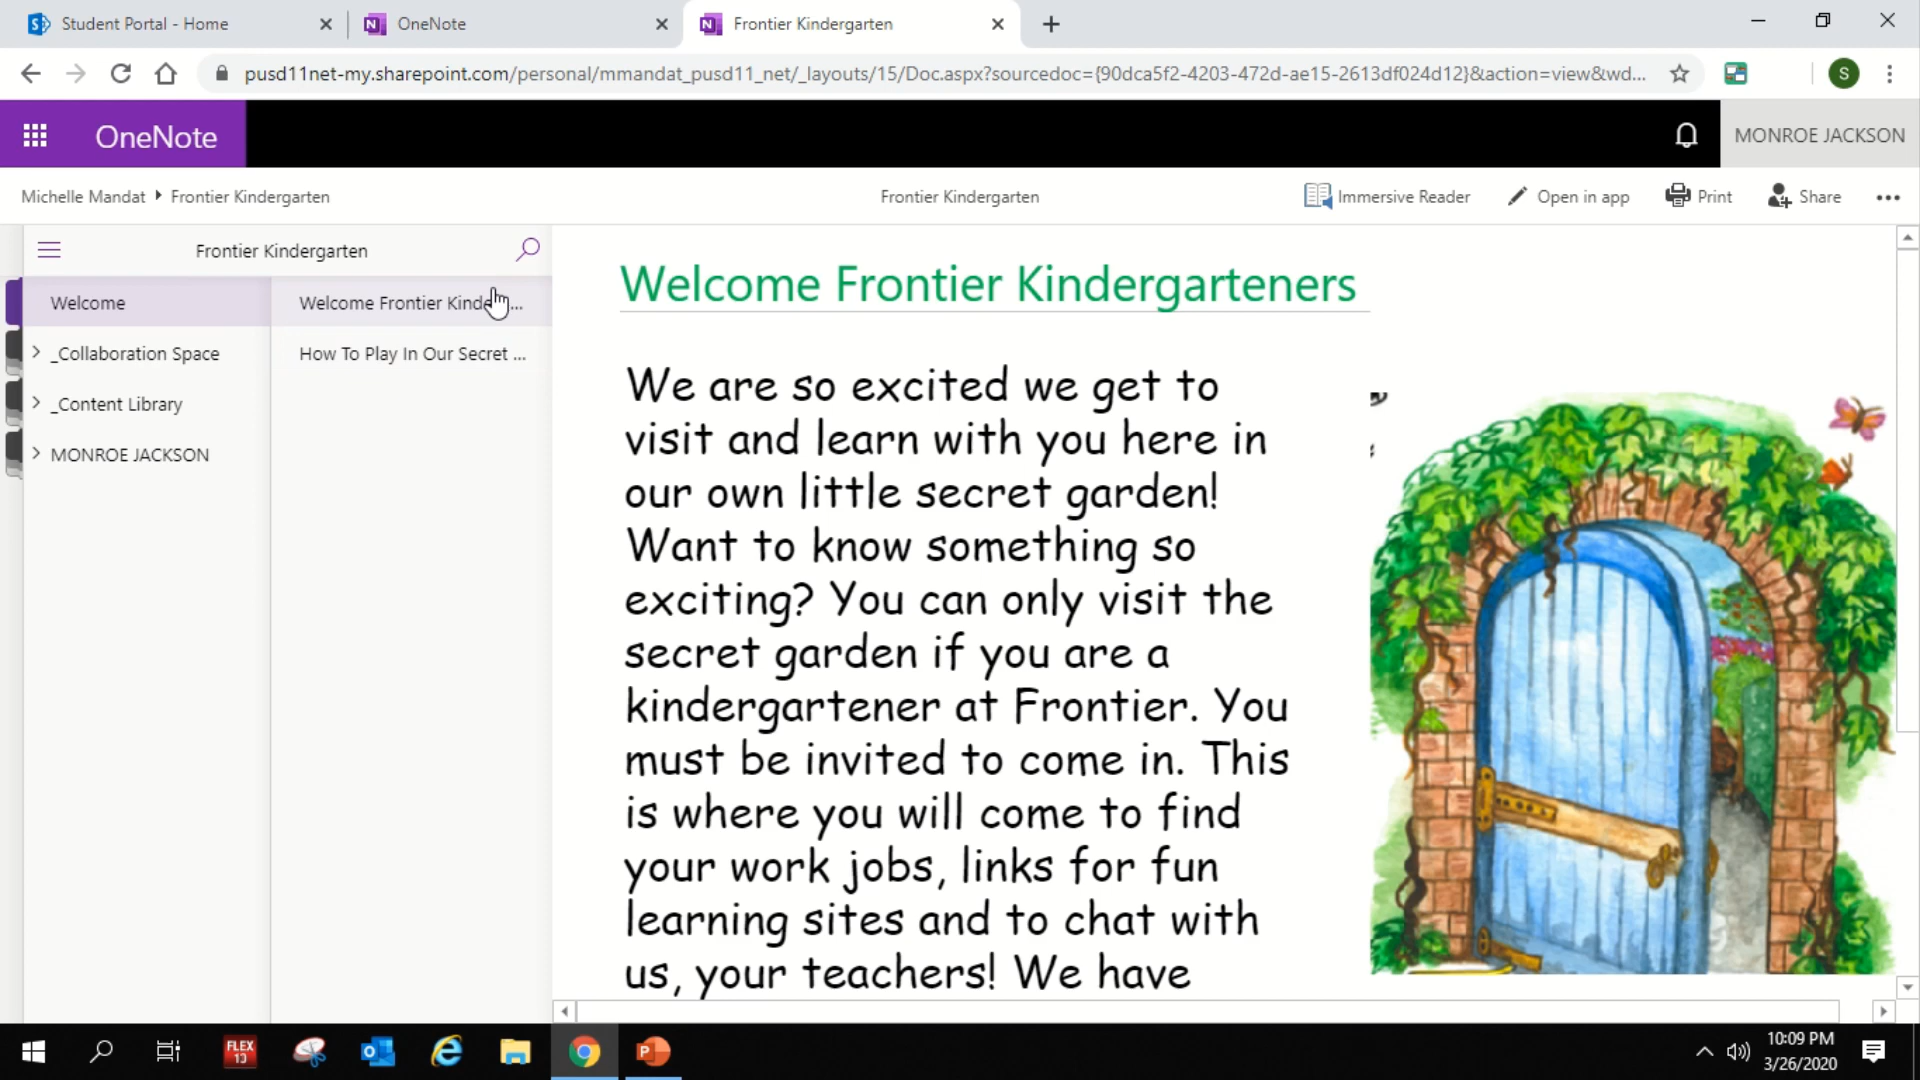 Student Portal - Home
OneNote
Frontier Kindergarten
pusd11net-my.sharepoint.com/personal/mmandat_pusd11_net/_layouts/15/Doc.aspx?sourcedoc={90dca5f2-4203-472d-ae15-2613df024d12}&action=view&wd...
S
OneNote
MONROE JACKSON
Michelle Mandat
Frontier Kindergarten
Frontier Kindergarten
Immersive Reader
Open in app
Print
Share
Frontier Kindergarten
Welcome
_Collaboration Space
_Content Library
MONROE JACKSON
Welcome Frontier Kinde...
How To Play In Our Secret ...
Welcome Frontier Kindergarteners
We are so excited we get to
visit and learn with you here in
our own little secret garden!
Want to know something so
exciting? You can only visit the
secret garden if you are a
kindergartener at Frontier. You
must be invited to come in. This
is where you will come to find
your work jobs, links for fun
learning sites and to chat with
us, your teachers! We have
FLEX
13
10:09 PM
3/26/2020